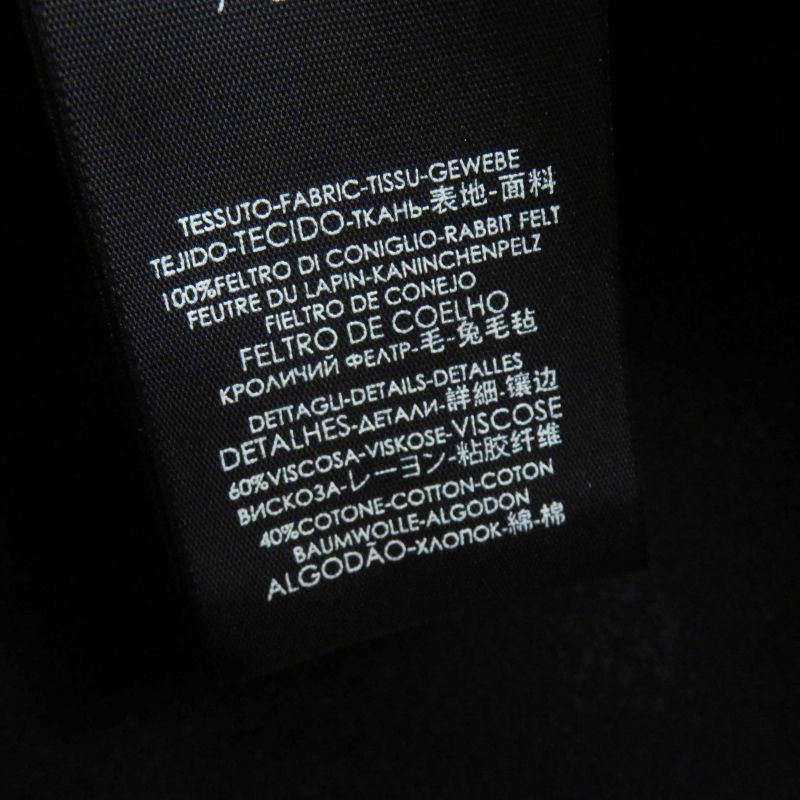 TESSUTO-FABRIC-TISSU-GEWEBE
TEJIDO-TECIDO-ТКАНЬ-表地-面料
100%FELTRO DI CONIGLIO-RABBIT FELT
FEUTRE DU LAPIN-KANINCHENPELZ
FIELTRO DE CONEJO
FELTRO DE COELHO
КРОЛИЧИЙ ФЕЛТР-毛-兔毛毡
DETTAGLI-DETAILS-DETALLES
DETALHES-ДЕТАЛИ-詳細-镶边
60%VISCOSA-VISKOSE-VISCOSE
ВИСКОЗА-レーヨン-粘胶纤维
40%COTONE-COTTON-COTON
BAUMWOLLE-ALGODON
ALGODÃO-ХЛОПОК-綿-棉